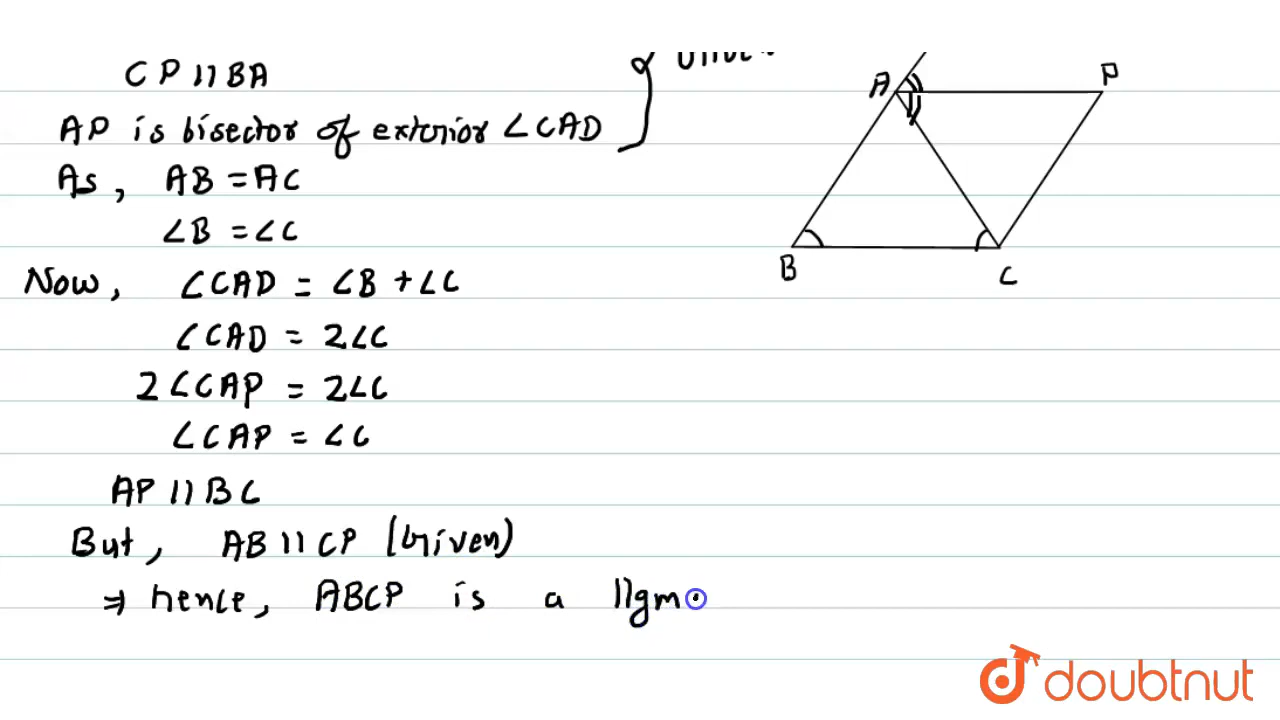 CP || BA
AP is bisector of exterior ∠CAD
As, AB = AC
∠B = ∠C
Now, ∠CAD = ∠B + ∠C
∠CAD = 2∠C
2∠CAP = 2∠C
∠CAP = ∠C
AP || BC
But, AB || CP (Given)
⇒ hence, ABCP is a ||gm
A
P
B
C
doubtnut